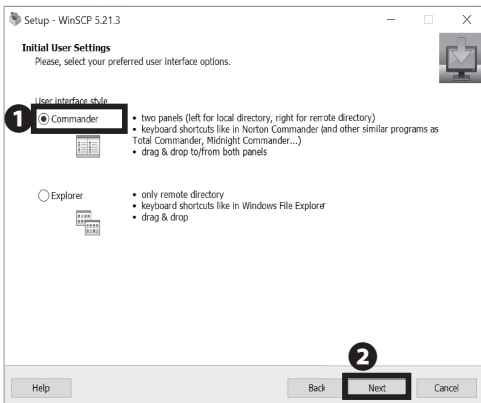 Setup - WinSCP 5.21.3
Initial User Settings
Please, select your preferred user interface options.
User interface style
1
Commander
• two panels (left for local directory, right for remote directory)
• keyboard shortcuts like in Norton Commander (and other similar programs as
Total Commander, Midnight Commander...)
• drag & drop to/from both panels
Explorer
• only remote directory
• keyboard shortcuts like in Windows File Explorer
• drag & drop
2
Help
Back
Next
Cancel